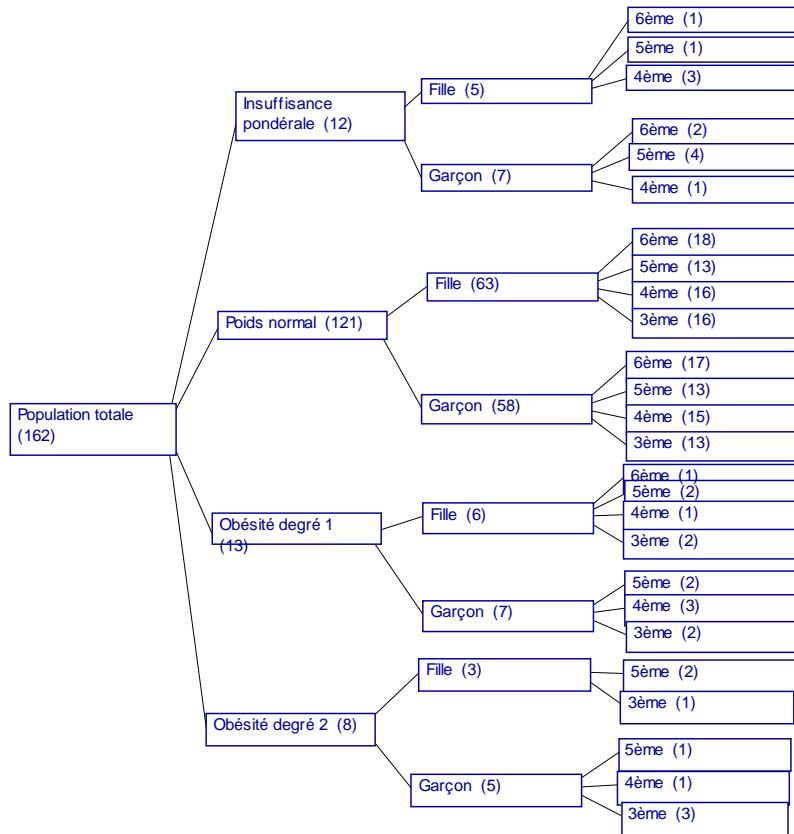 Population totale
(162)
Insuffisance
pondérale (12)
Fille (5)
6ème (1)
5ème (1)
4ème (3)
Garçon (7)
6ème (2)
5ème (4)
4ème (1)
Poids normal (121)
Fille (63)
6ème (18)
5ème (13)
4ème (16)
3ème (16)
Garçon (58)
6ème (17)
5ème (13)
4ème (15)
3ème (13)
Obésité degré 1
(13)
Fille (6)
6ème (1)
5ème (2)
4ème (1)
3ème (2)
Garçon (7)
5ème (2)
4ème (3)
3ème (2)
Obésité degré 2 (8)
Fille (3)
5ème (2)
3ème (1)
Garçon (5)
5ème (1)
4ème (1)
3ème (3)